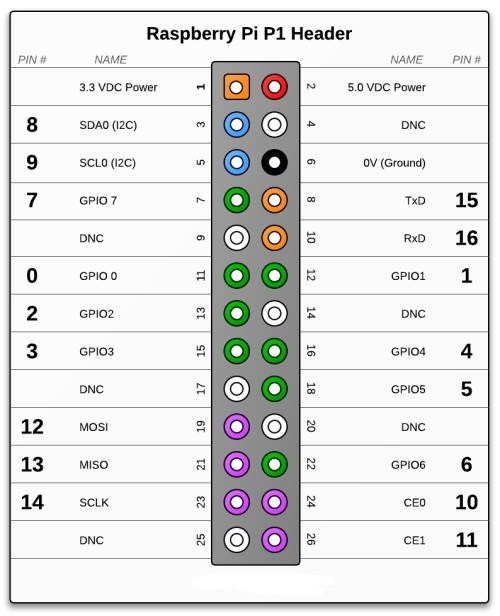 Raspberry Pi P1 Header
PIN # NAME NAME PIN #
3.3 VDC Power 1 2 5.0 VDC Power
8 SDA0 (I2C) 3 4 DNC
9 SCL0 (I2C) 5 6 0V (Ground)
7 GPIO 7 7 8 TxD 15
DNC 9 10 RxD 16
0 GPIO 0 11 12 GPIO1 1
2 GPIO2 13 14 DNC
3 GPIO3 15 16 GPIO4 4
DNC 17 18 GPIO5 5
12 MOSI 19 20 DNC
13 MISO 21 22 GPIO6 6
14 SCLK 23 24 CE0 10
DNC 25 26 CE1 11